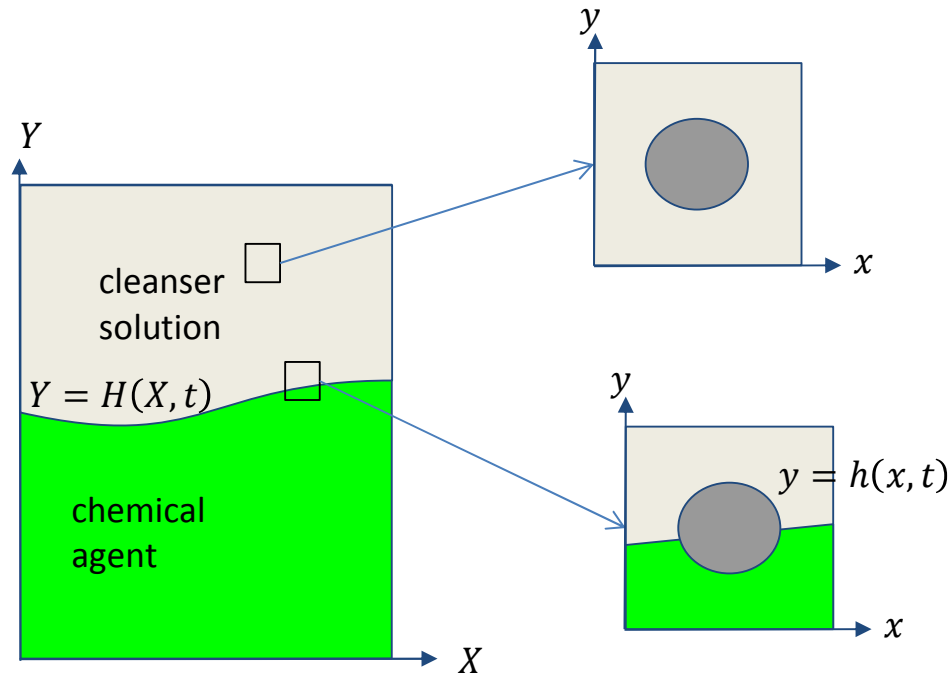 y
x
Y
cleanser
solution
Y = H(X, t)
chemical
agent
X
y
y = h(x, t)
x